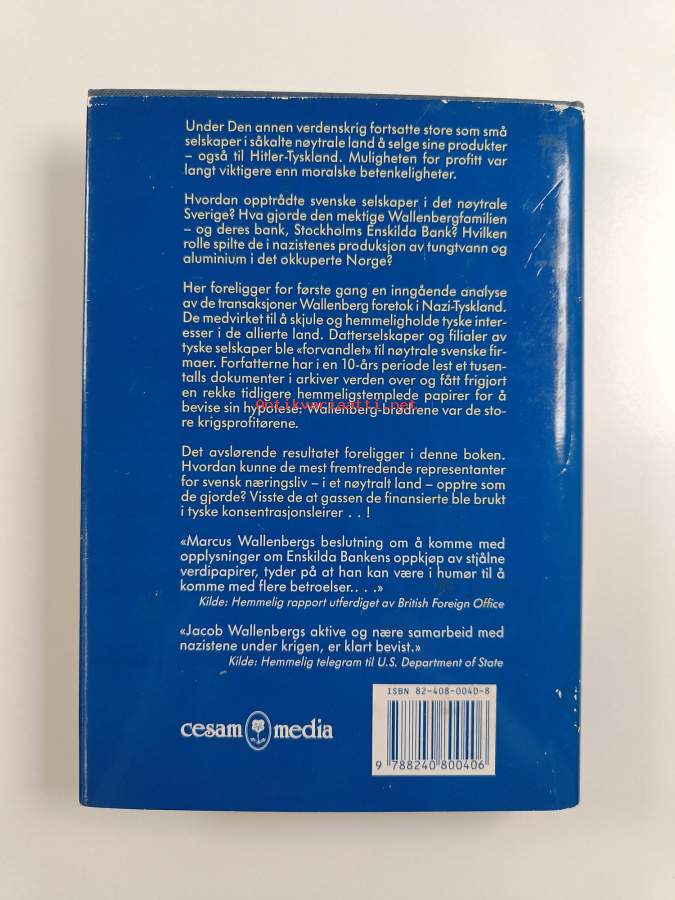 Under Den annen verdenskrig fortsatte store som små
selskaper i såkalte nøytrale land å selge sine produkter
– også til Hitler-Tyskland. Muligheten for profitt var
langt viktigere enn moralske betenkeligheter.
Hvordan opptrådte svenske selskaper i det nøytrale
Sverige? Hva gjorde den mektige Wallenbergfamilien
– og deres bank, Stockholms Enskilda Bank? Hvilken
rolle spilte de i nazistenes produksjon av tungtvann og
aluminium i det okkuperte Norge?
Her foreligger for første gang en inngående analyse
av de transaksjoner Wallenberg foretok i Nazi-Tyskland.
De medvirket til å skjule og hemmeligholde tyske inter-
esser i de allierte land. Datterselskaper og filialer av
tyske selskaper ble «forvandlet» til nøytrale svenske fir-
maer. Forfatterne har i en 10-års periode lest et tusen-
talls dokumenter i arkiver verden over og fått frigjort
en rekke tidligere hemmeligstemplede papirer for å
bevise sin hypotese: Wallenberg-brødrene var de sto-
re krigsprofitørene.
Antikvariaatti.net
Det avslørende resultatet foreligger i denne boken.
Hvordan kunne de mest fremtredende representanter
for svensk næringsliv – i et nøytralt land – opptre som
de gjorde? Visste de at gassen de finansierte ble brukt
i tyske konsentrasjonsleirer . . !
«Marcus Wallenbergs beslutning om å komme med
opplysninger om Enskilda Bankens oppkjøp av stjålne
verdipapirer, tyder på at han kan være i humør til å
komme med flere betroelser. . . .»
Kilde: Hemmelig rapport utferdiget av British Foreign Office
«Jacob Wallenbergs aktive og nære samarbeid med
nazistene under krigen, er klart bevist.»
Kilde: Hemmelig telegram til U.S. Department of State
ISBN 82-408-0040-8
cesam media
9 788240 800406